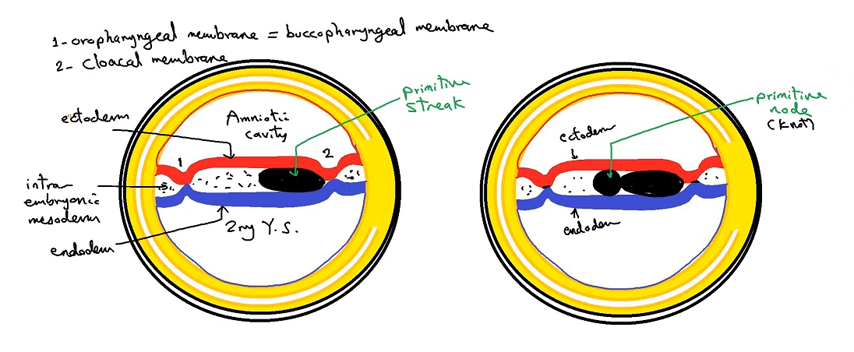 1- oropharyngeal membrane = buccopharyngeal membrane
2- Cloacal membrane
ectoderm
Amniotic
cavity
primitive
streak
1
2
intra
embryonic
mesoderm
endoderm
2ry Y.S.
ectoderm
primitive
node
(Knot)
endoderm